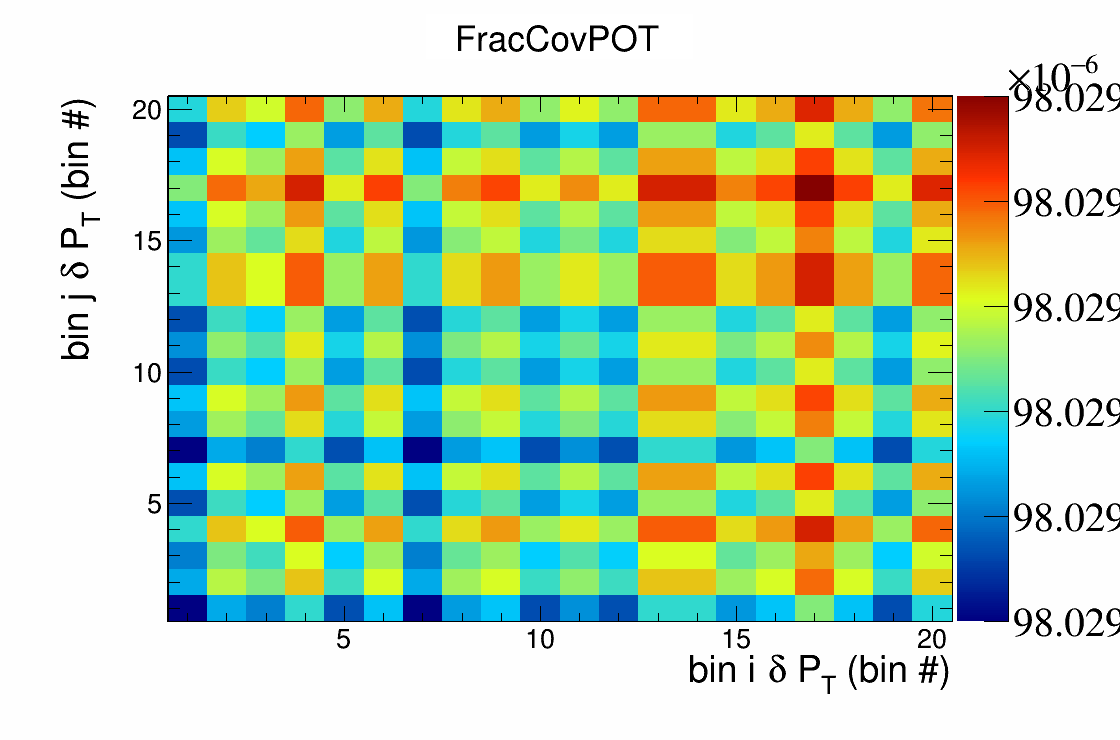 FracCovPOT
×10⁻⁶
98.029
98.029
98.029
98.029
98.029
98.029
bin j δ P_T (bin #)
20
15
10
5
5 10 15 20
bin i δ P_T (bin #)